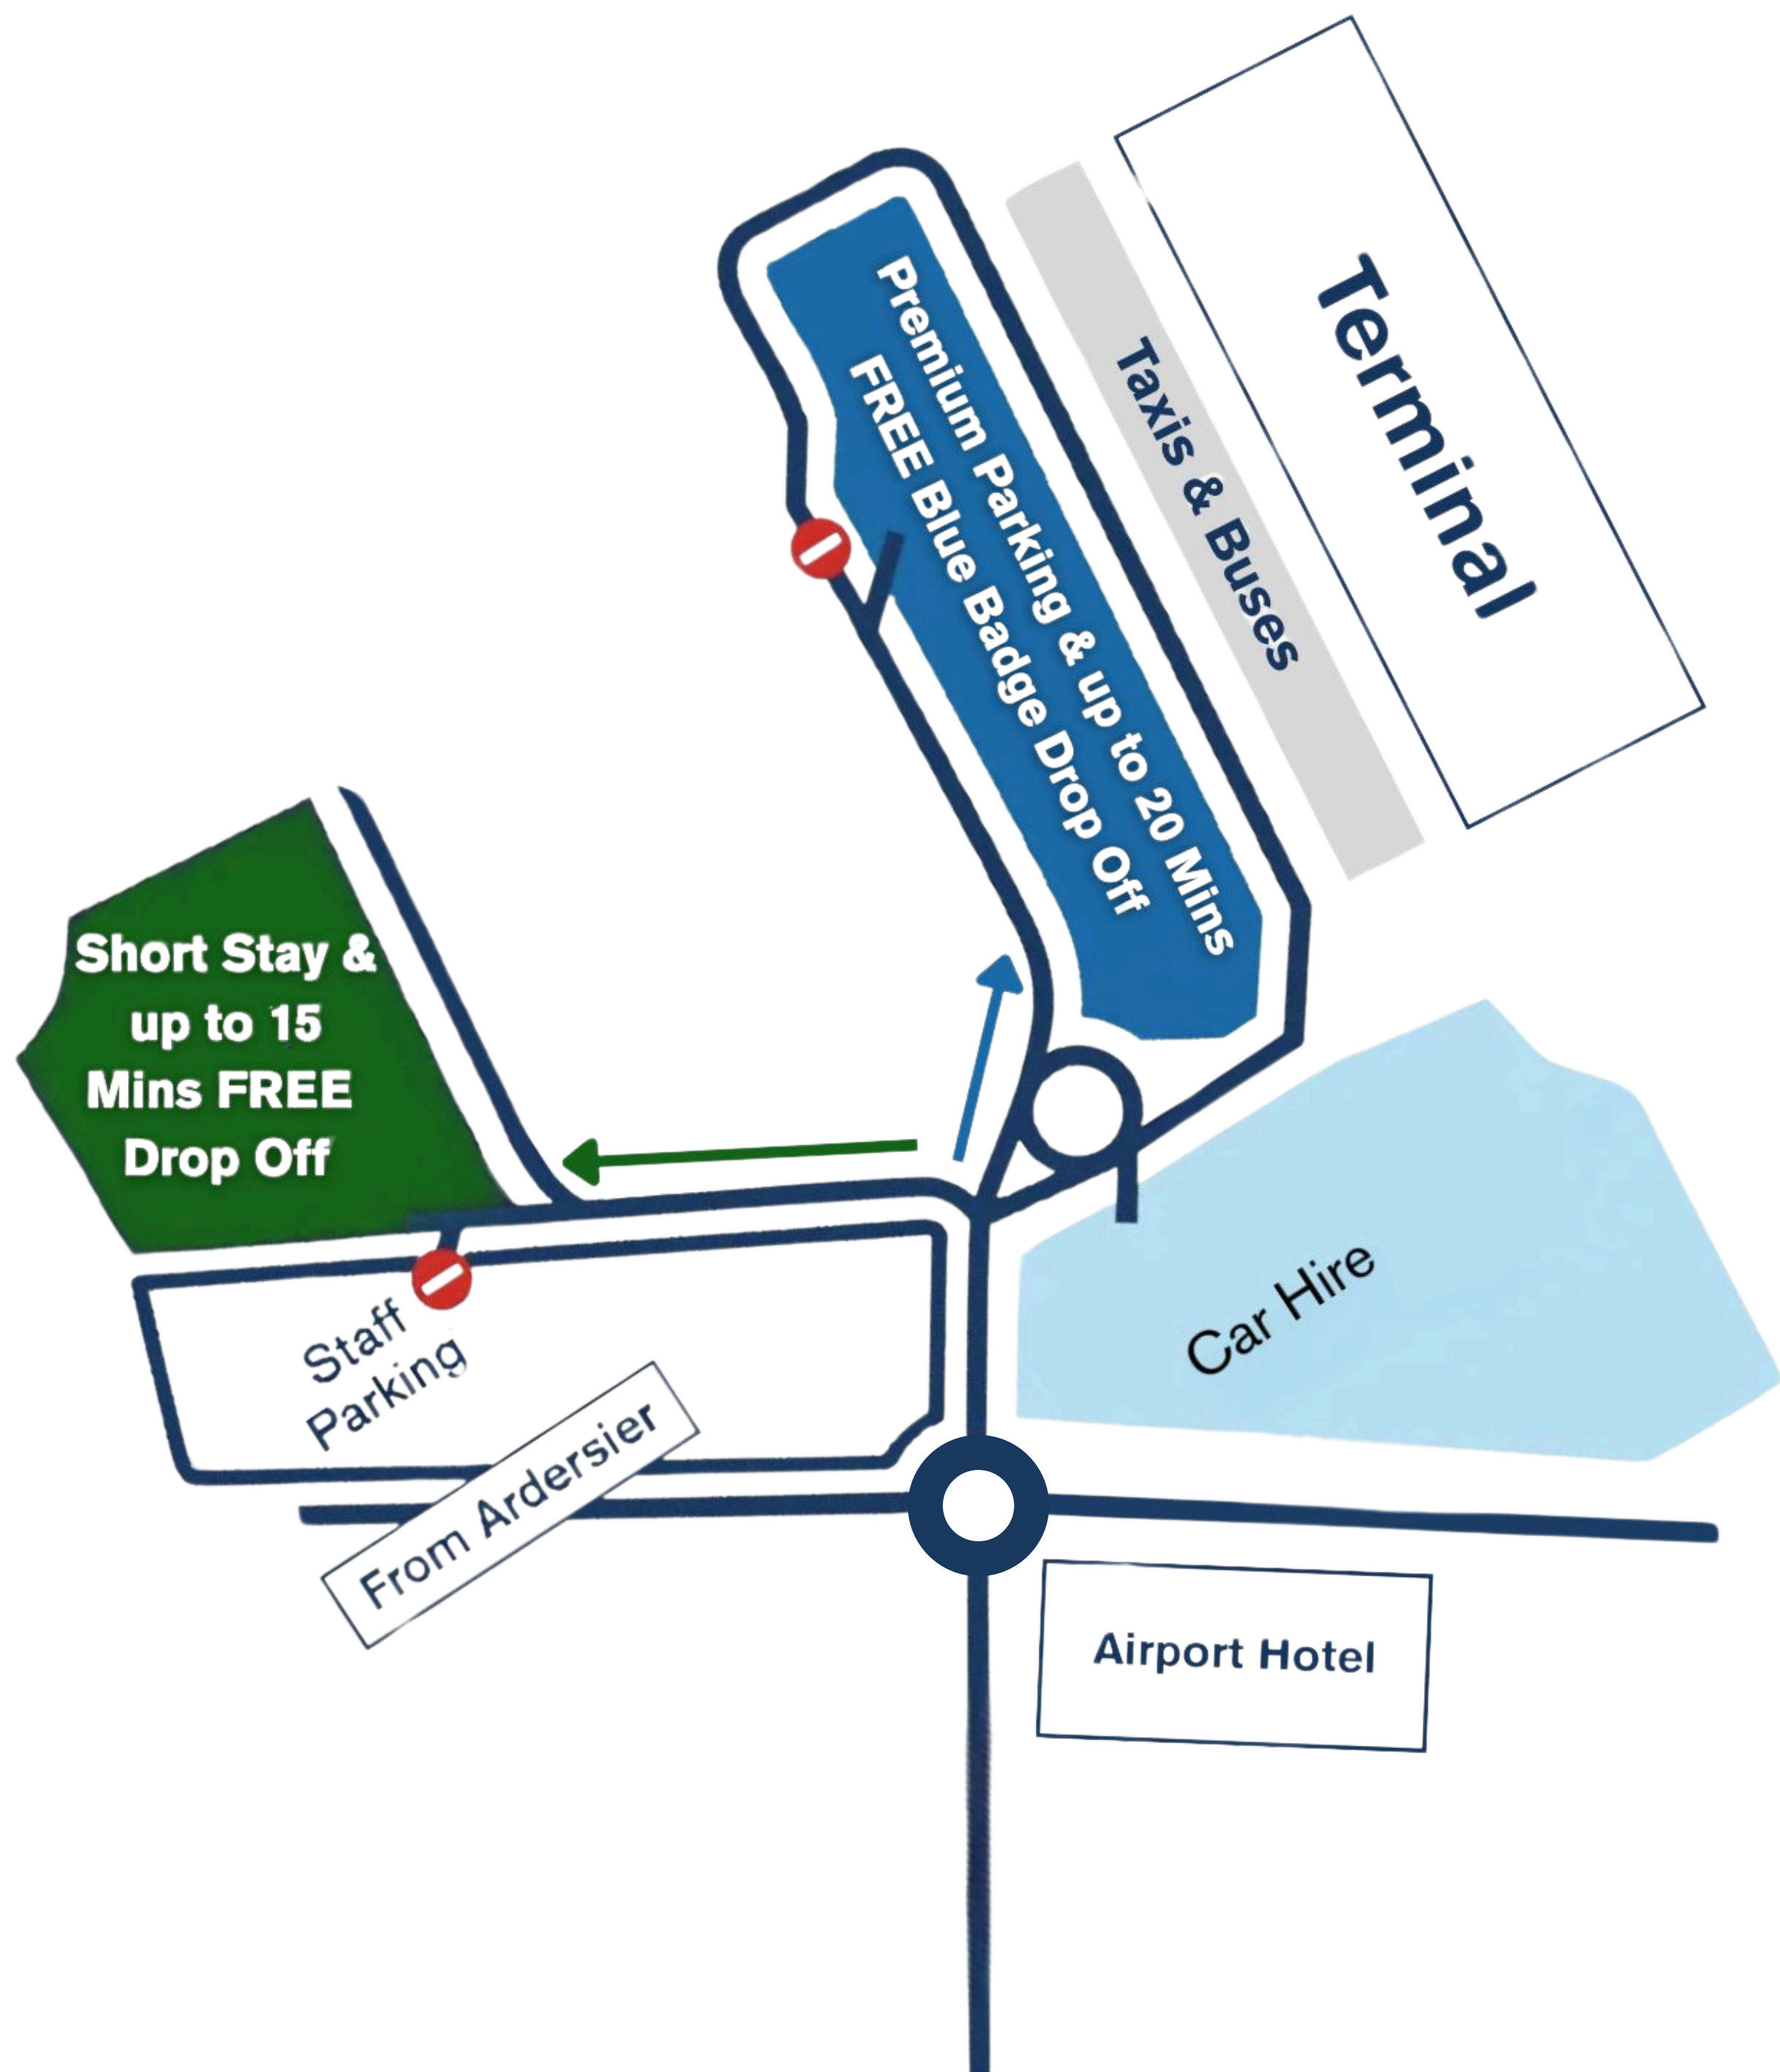 Terminal
Taxis & Buses
Premium Parking & up to 20 Mins
FREE Blue Badge Drop Off
Short Stay &
up to 15
Mins FREE
Drop Off
Car Hire
Staff
Parking
From Ardersier
Airport Hotel